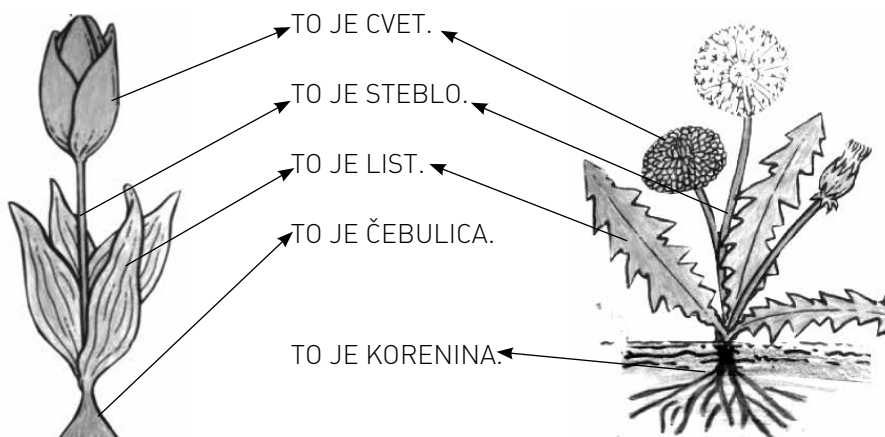 TO JE CVET.
TO JE STEBLO.
TO JE LIST.
TO JE ČEBULICA.
TO JE KORENINA.